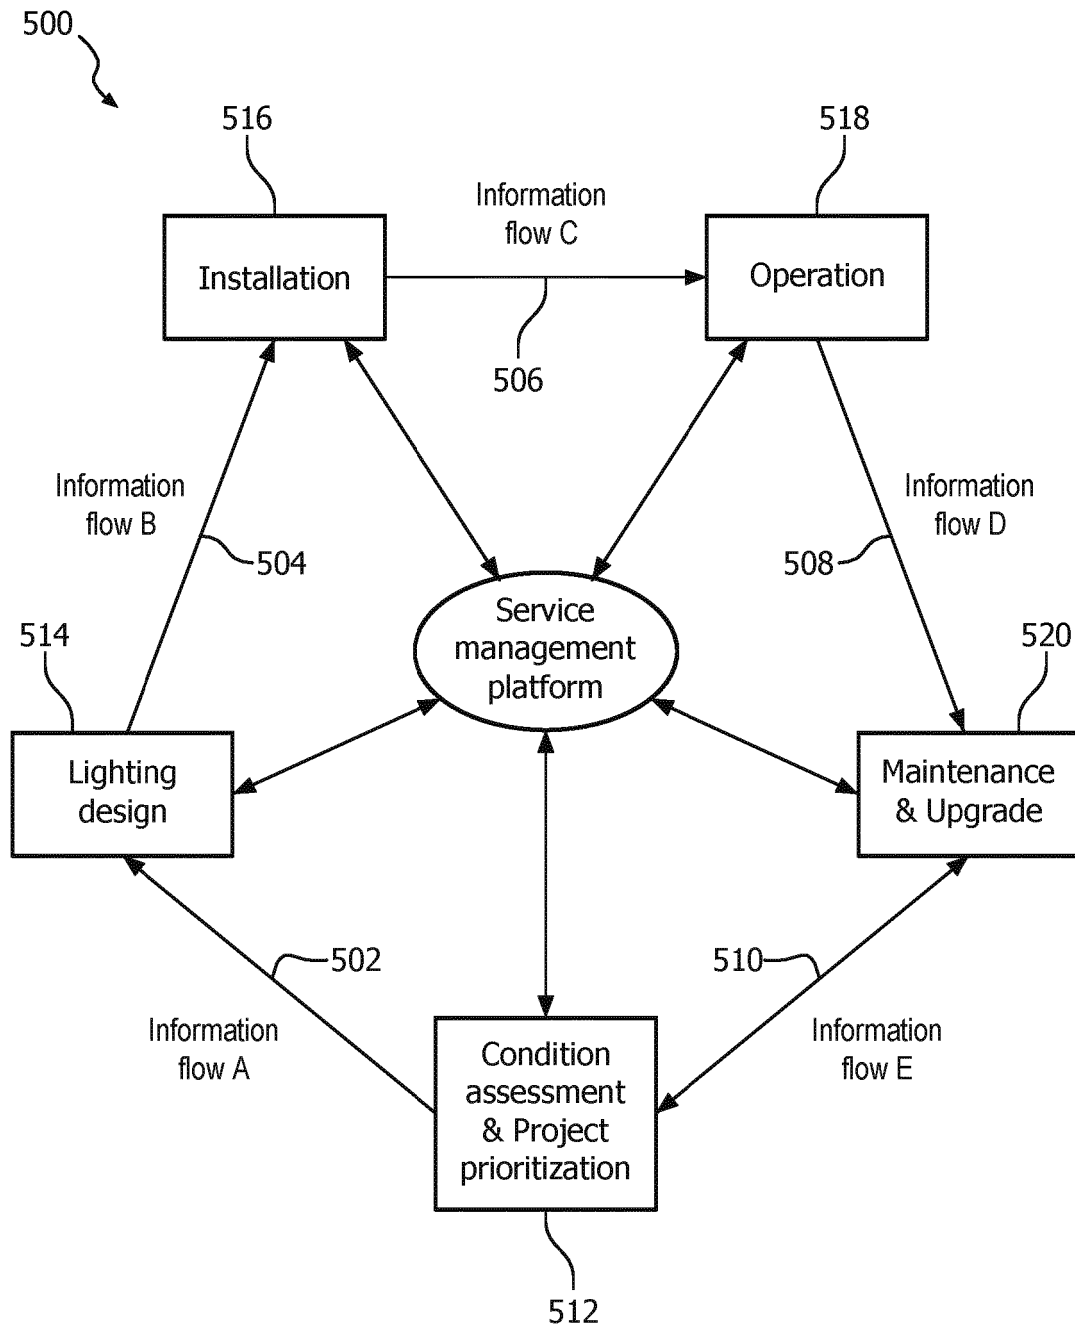 500
516
518
Information
flow C
Installation
Operation
506
Information
flow B
Information
flow D
504
508
Service
management
platform
514
520
Lighting
design
Maintenance
& Upgrade
502
510
Information
flow A
Information
flow E
Condition
assessment
& Project
prioritization
512